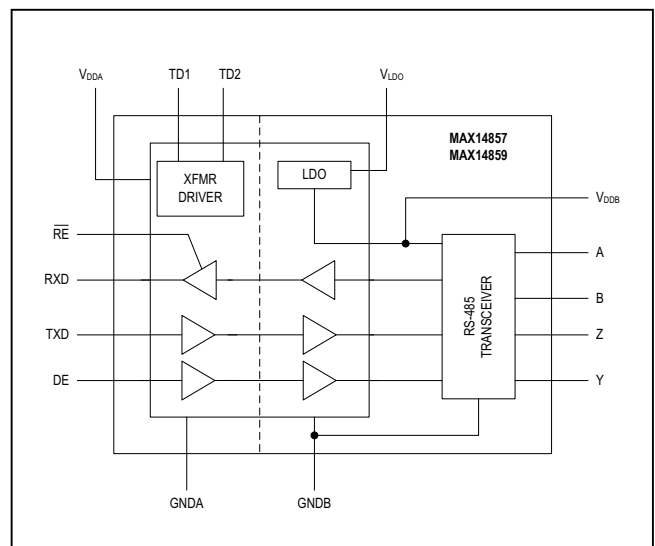 VDDA
TD1
TD2
VLDO
MAX14857
MAX14859
XFMR
DRIVER
LDO
VDDB
RE
RXD
TXD
DE
RS-485
TRANSCEIVER
A
B
Z
Y
GNDA
GNDB